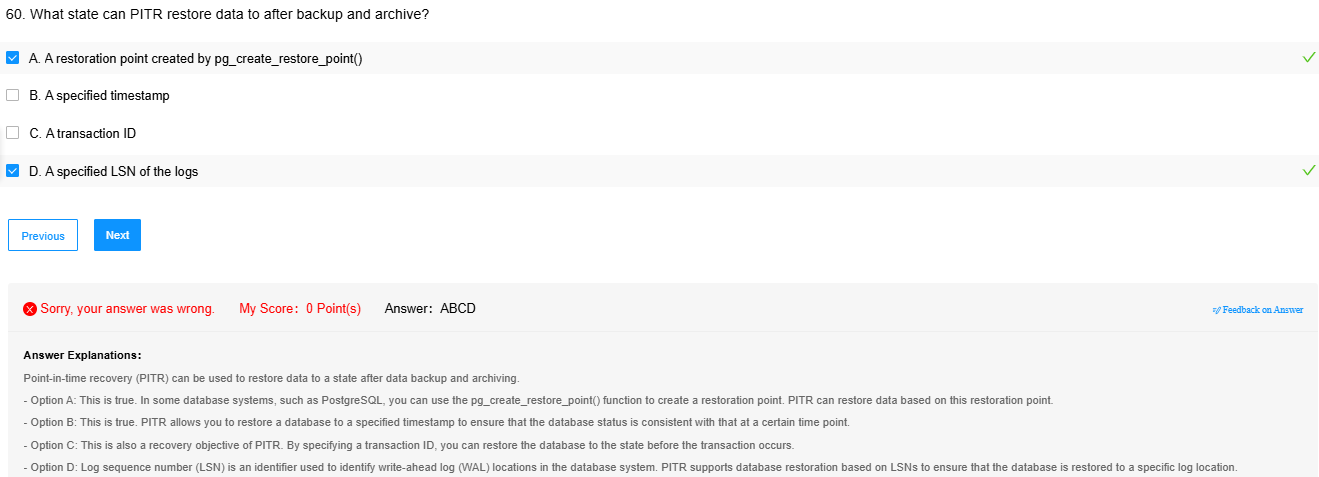 60. What state can PITR restore data to after backup and archive?
A. A restoration point created by pg_create_restore_point()
B. A specified timestamp
C. A transaction ID
D. A specified LSN of the logs
Previous Next
Sorry, your answer was wrong. My Score: 0 Point(s) Answer: ABCD Feedback on Answer
Answer Explanations:
Point-in-time recovery (PITR) can be used to restore data to a state after data backup and archiving.
- Option A: This is true. In some database systems, such as PostgreSQL, you can use the pg_create_restore_point() function to create a restoration point. PITR can restore data based on this restoration point.
- Option B: This is true. PITR allows you to restore a database to a specified timestamp to ensure that the database status is consistent with that at a certain time point.
- Option C: This is also a recovery objective of PITR. By specifying a transaction ID, you can restore the database to the state before the transaction occurs.
- Option D: Log sequence number (LSN) is an identifier used to identify write-ahead log (WAL) locations in the database system. PITR supports database restoration based on LSNs to ensure that the database is restored to a specific log location.